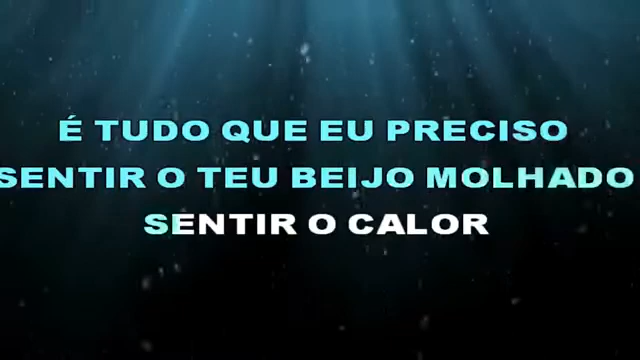 É TUDO QUE EU PRECISO
SENTIR O TEU BEIJO MOLHADO
SENTIR O CALOR